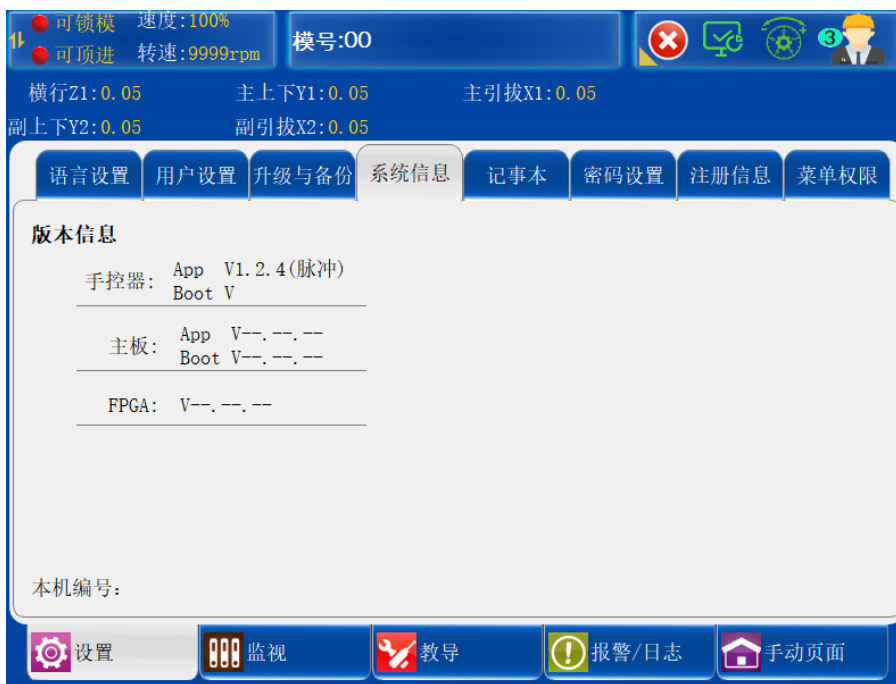 可锁模 速度:100%
可顶进 转速:9999rpm
模号:00
3
横行Z1:0.05 主上下Y1:0.05 主引拔X1:0.05
副上下Y2:0.05 副引拔X2:0.05
语言设置 用户设置 升级与备份 系统信息 记事本 密码设置 注册信息 菜单权限
版本信息
手控器: App V1.2.4(脉冲)
Boot V
主板: App V--.--.--
Boot V--.--.--
FPGA: V--.--.--
本机编号:
设置 监视 教导 报警/日志 手动页面